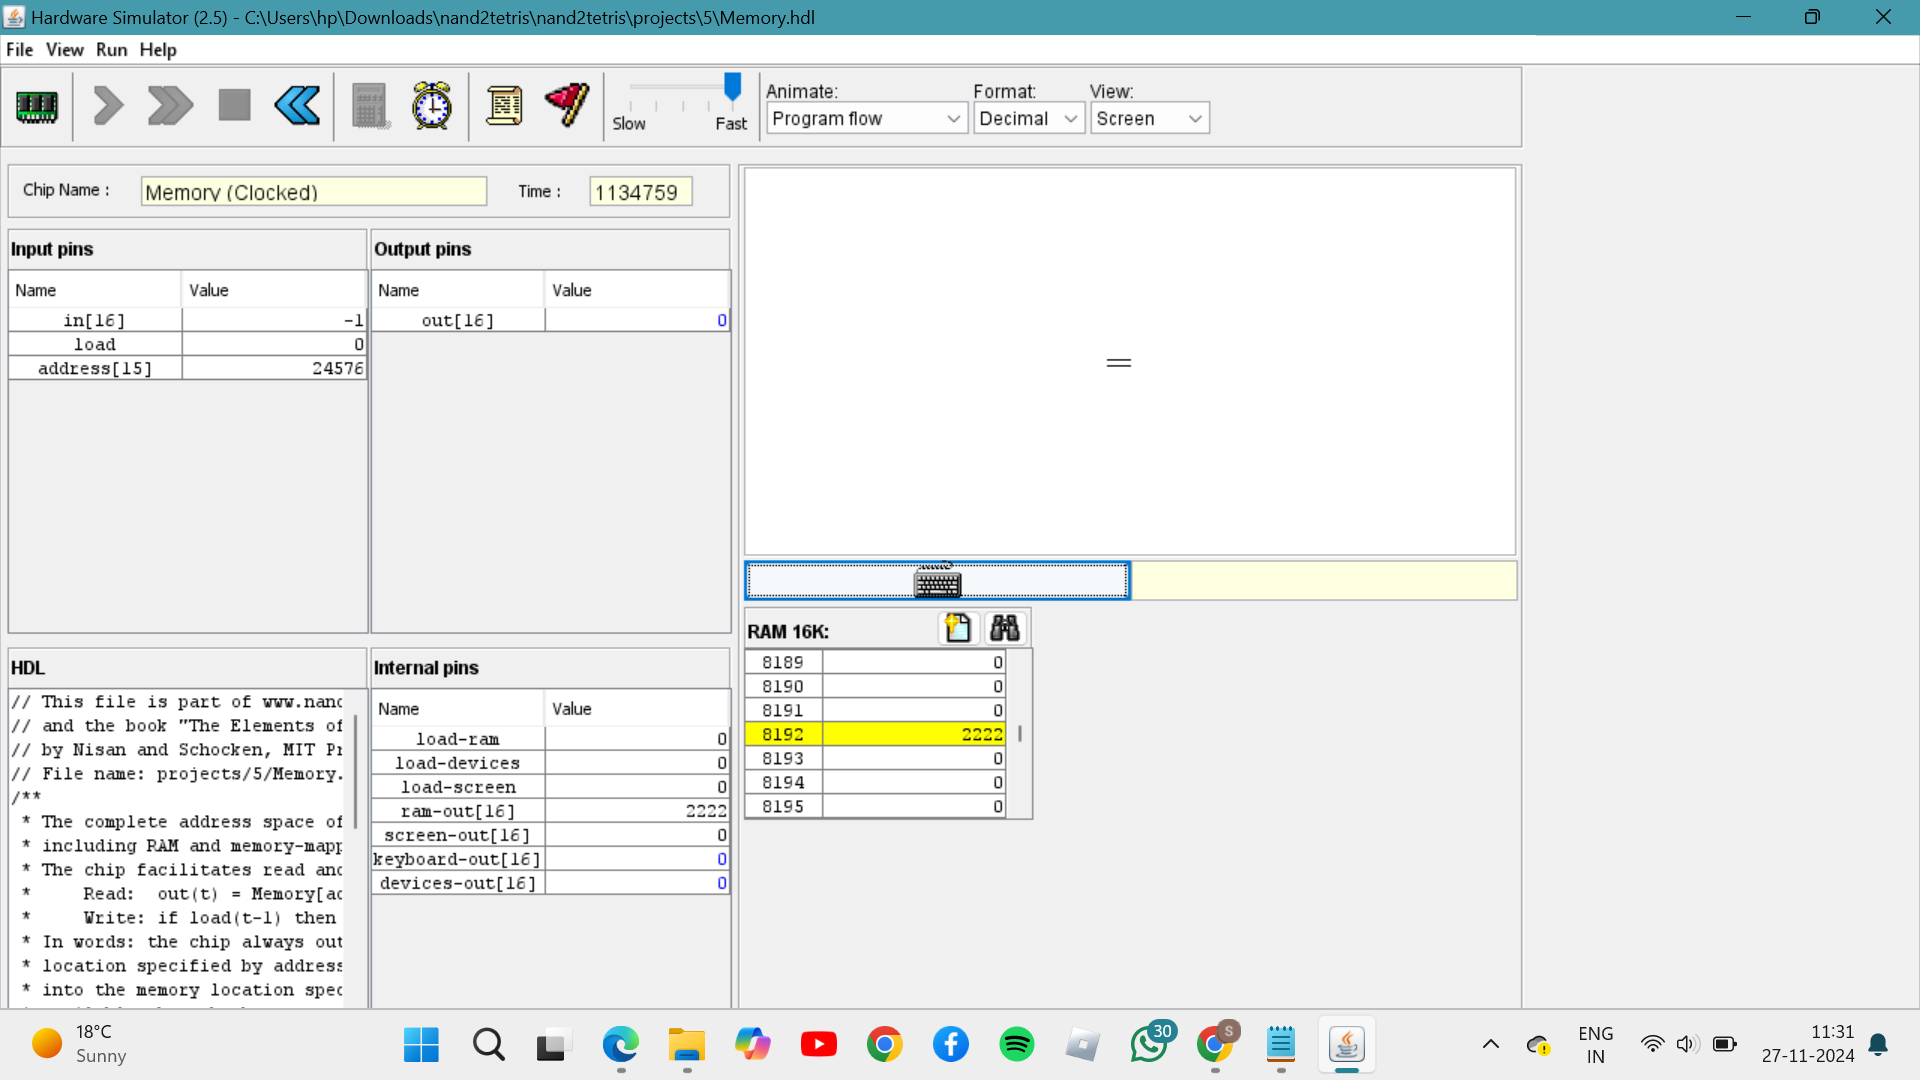 Hardware Simulator (2.5) - C:\Users\hp\Downloads\nand2tetris\nand2tetris\projects\5\Memory.hdl
File View Run Help
Slow Fast
Animate: Format: View:
Program flow Decimal Screen
Chip Name : Memory (Clocked) Time : 1134759
Input pins
Name Value
in[16] -1
load 0
address[15] 24576
Output pins
Name Value
out[16] 0
HDL
// This file is part of www.nanc
// and the book "The Elements of
// by Nisan and Schocken, MIT Pr
// File name: projects/5/Memory.
/**
* The complete address space of
* including RAM and memory-mapp
* The chip facilitates read and
* Read: out(t) = Memory[ac
* Write: if load(t-1) then
* In words: the chip always out
* location specified by address
* into the memory location spec
Internal pins
Name Value
load-ram 0
load-devices 0
load-screen 0
ram-out[16] 2222
screen-out[16] 0
keyboard-out[16] 0
devices-out[16] 0
RAM 16K:
8189 0
8190 0
8191 0
8192 2222
8193 0
8194 0
8195 0
18°C
Sunny
30
S
ENG
IN
11:31
27-11-2024